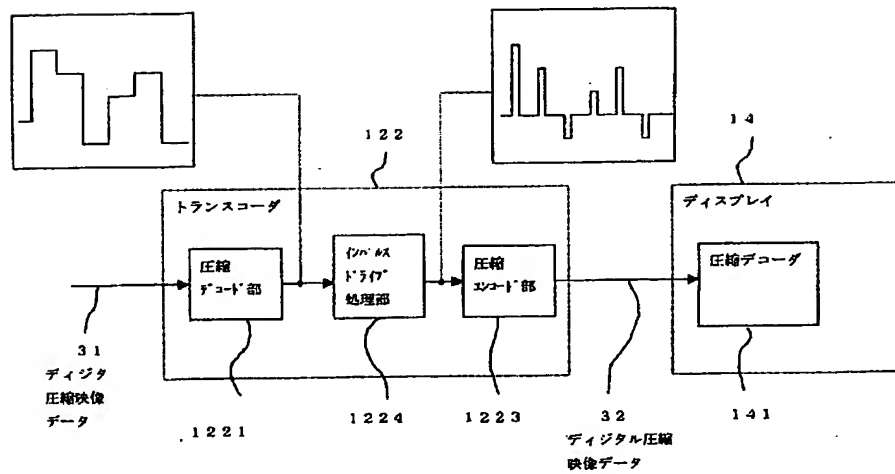 122
14
トランスコーダ
ディスプレイ
圧縮
デコード部
インパルス
ドライブ
処理部
圧縮
エンコード部
圧縮デコーダ
31
ディジタ
圧縮映像
データ
1221
1224
1223
32
ディジタル圧縮
映像データ
141